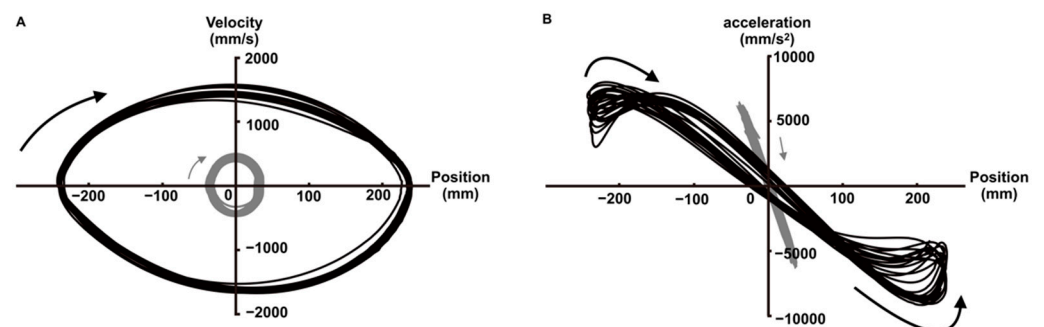 A
Velocity
(mm/s)
2000
1000
−200 −100 0 100 200
Position
(mm)
−1000
−2000
B
acceleration
(mm/s²)
10000
5000
−200 −100 0 100 200
Position
(mm)
−5000
−10000